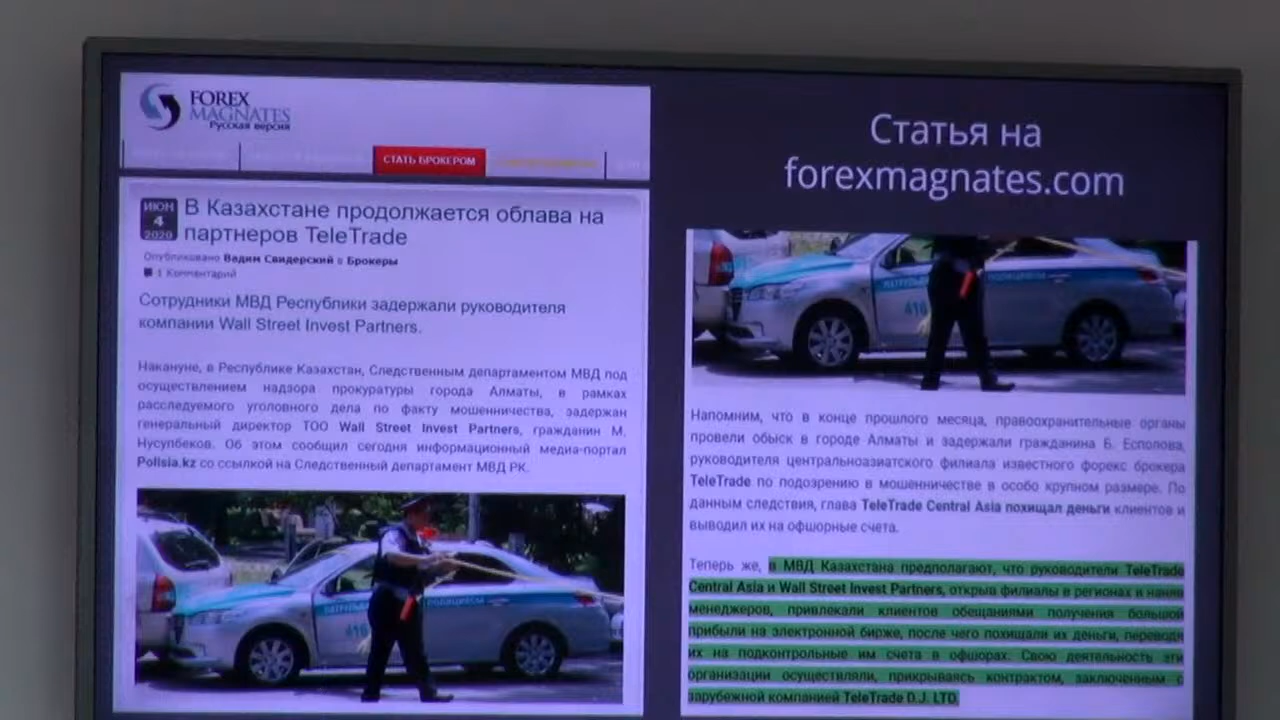 FOREX
MAGNATES
Русская версия
СТАТЬ БРОКЕРОМ
ИЮН
4
2020
В Казахстане продолжается облава на
партнеров TeleTrade
Опубликовано Вадим Свидерский в Брокеры
1 Комментарий
Сотрудники МВД Республики задержали руководителя
компании Wall Street Invest Partners.
Накануне, в Республике Казахстан, Следственным департаментом МВД под
осуществлением надзора прокуратуры города Алматы, в рамках
расследуемого уголовного дела по факту мошенничества, задержан
генеральный директор ТОО Wall Street Invest Partners, гражданин М.
Нусупбеков. Об этом сообщил сегодня информационный медиа-портал
Polisia.kz со ссылкой на Следственный департамент МВД РК.
416
Статья на
forexmagnates.com
416
Напомним, что в конце прошлого месяца, правоохранительные органы
провели обыск в городе Алматы и задержали гражданина Б. Есполова,
руководителя центральноазиатского филиала известного форекс брокера
TeleTrade по подозрению в мошенничестве в особо крупном размере. По
данным следствия, глава TeleTrade Central Asia похищал деньги клиентов и
выводил их на офшорные счета.
Теперь же, в МВД Казахстана предполагают, что руководители TeleTrade
Central Asia и Wall Street Invest Partners, открыв филиалы в регионах и наняв
менеджеров, привлекали клиентов обещаниями получения большой
прибыли на электронной бирже, после чего похищали их деньги, переводя
их на подконтрольные им счета в офшорах. Свою деятельность эти
организации осуществляли, прикрываясь контрактом, заключенным с
зарубежной компанией TeleTrade D.J. LTD.